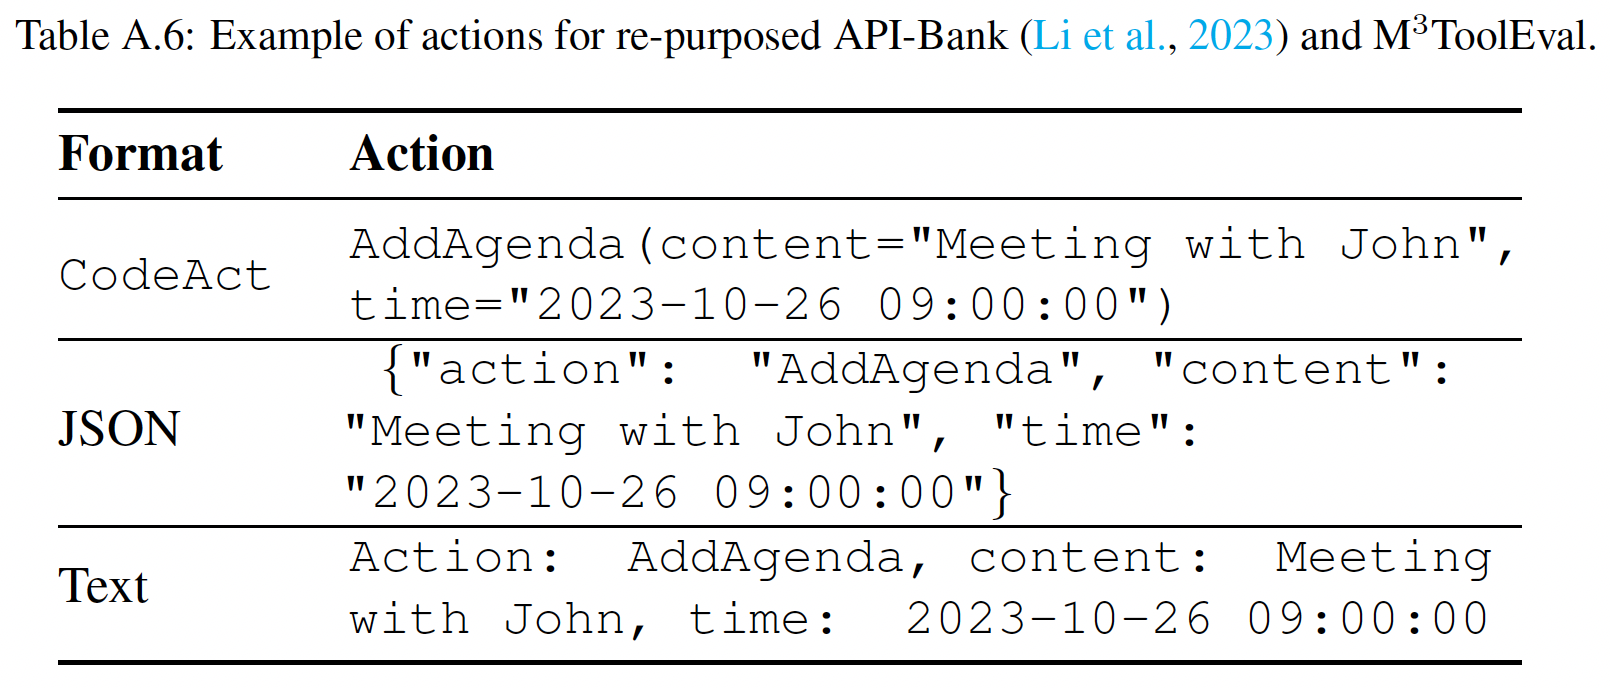 Table A.6: Example of actions for re-purposed API-Bank (Li et al., 2023) and M³ToolEval.
Format Action
CodeAct
AddAgenda(content="Meeting with John",
time="2023-10-26 09:00:00")
JSON
{"action": "AddAgenda", "content":
"Meeting with John", "time":
"2023-10-26 09:00:00"}
Text
Action: AddAgenda, content: Meeting
with John, time: 2023-10-26 09:00:00